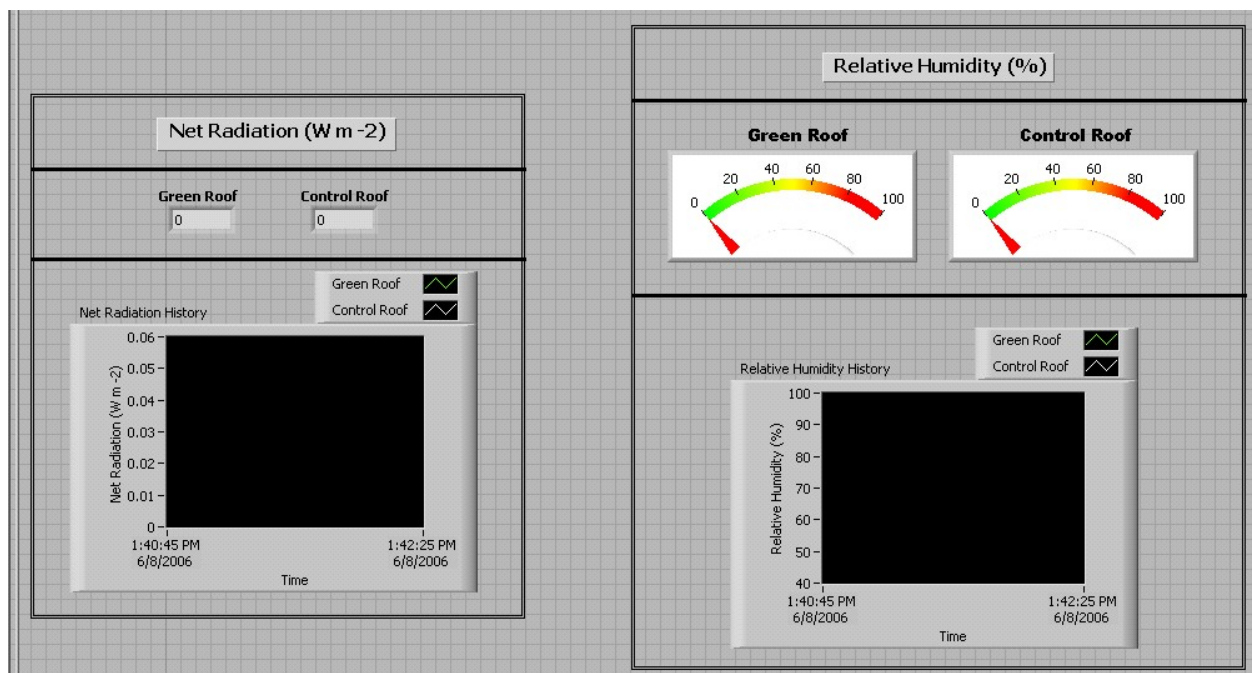 Net Radiation (W m -2)
Green Roof
0
Control Roof
0
Green Roof
Control Roof
Net Radiation History
0.06
0.05
0.04
0.03
0.02
0.01
0
Net Radiation (W m -2)
1:40:45 PM
6/8/2006
1:42:25 PM
6/8/2006
Time
Relative Humidity (%)
Green Roof
0
20
40
60
80
100
Control Roof
0
20
40
60
80
100
Green Roof
Control Roof
Relative Humidity History
100
90
80
70
60
50
40
Relative Humidity (%)
1:40:45 PM
6/8/2006
1:42:25 PM
6/8/2006
Time